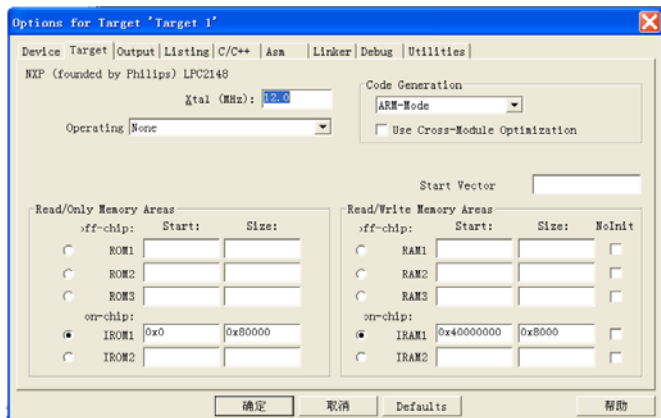 Options for Target 'Target 1'
Device Target Output Listing C/C++ Asm Linker Debug Utilities
NXP (founded by Philips) LPC2148
Xtal (MHz): 12.0
Operating None
Code Generation
ARM-Mode
Use Cross-Module Optimization
Start Vector
Read/Only Memory Areas
off-chip: Start: Size:
ROM1
ROM2
ROM3
on-chip:
IROM1 0x0 0x80000
IROM2
Read/Write Memory Areas
off-chip: Start: Size: NoInit
RAM1
RAM2
RAM3
on-chip:
IRAM1 0x40000000 0x8000
IRAM2
确定 取消 Defaults 帮助